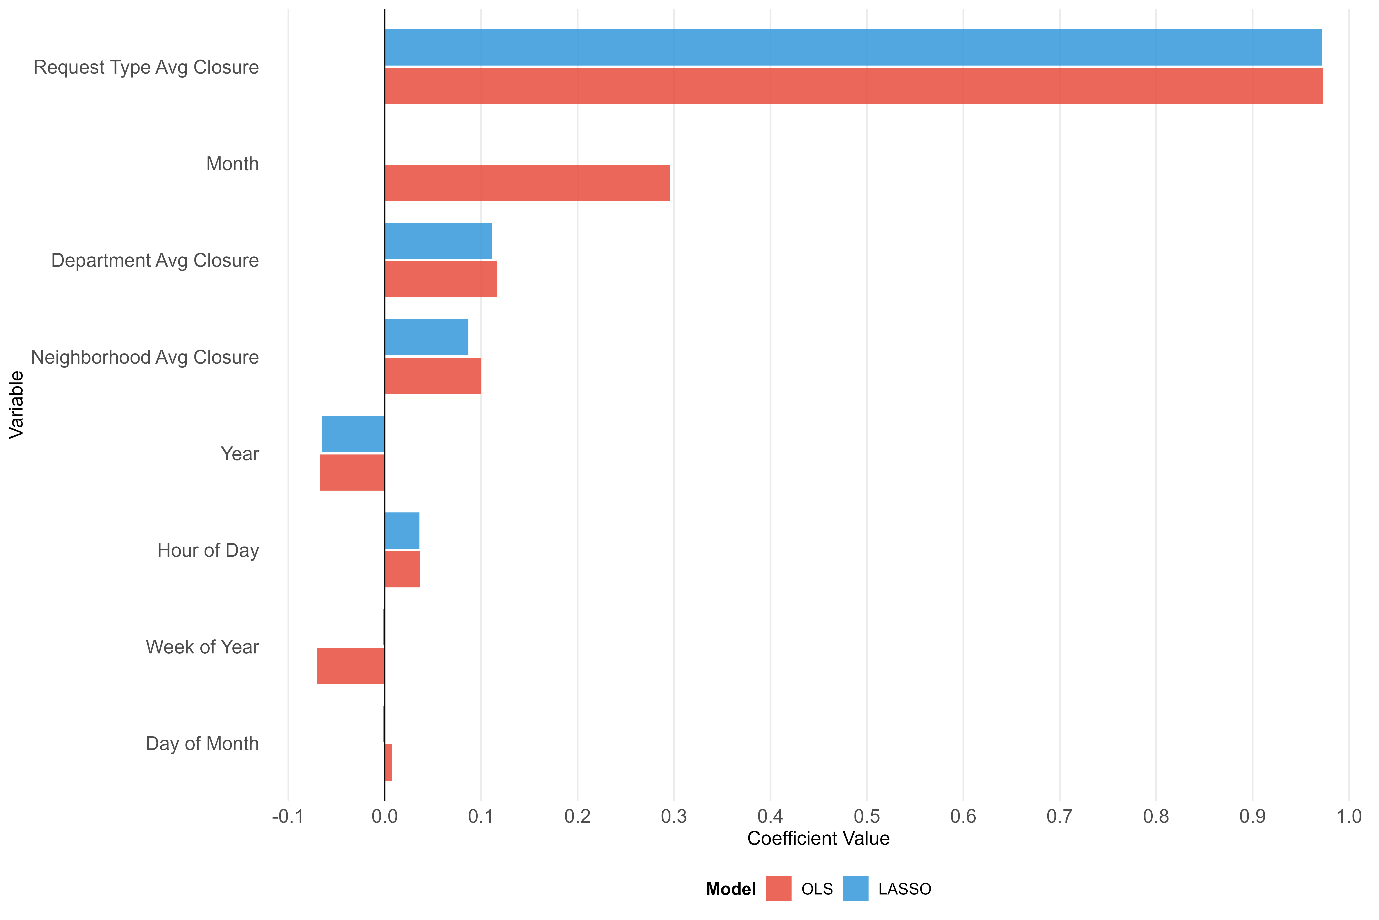 Request Type Avg Closure
Month
Department Avg Closure
Neighborhood Avg Closure
Year
Hour of Day
Week of Year
Day of Month
Variable
-0.1 0.0 0.1 0.2 0.3 0.4 0.5 0.6 0.7 0.8 0.9 1.0
Coefficient Value
Model OLS LASSO